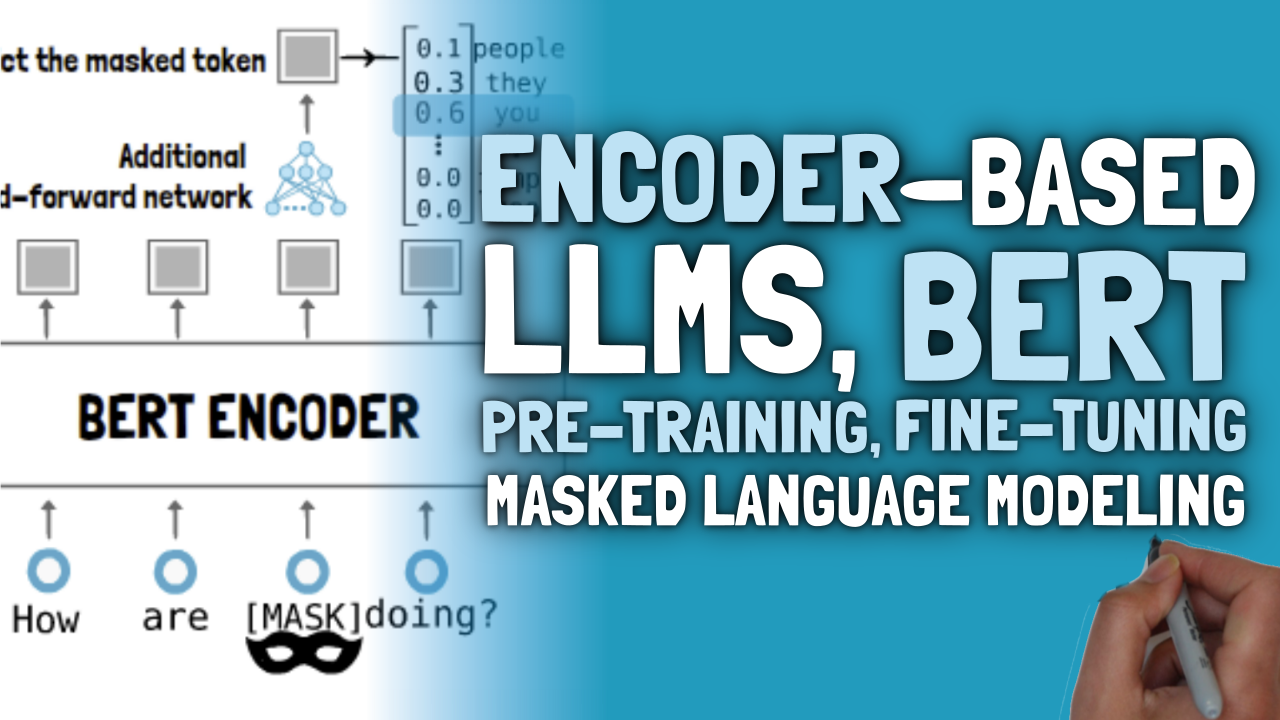 ct the masked token
0.1 people
0.3 they
0.6 you
0.0
0.0
Additional
d-forward network
ENCODER-BASED
LLMS, BERT
PRE-TRAINING, FINE-TUNING
MASKED LANGUAGE MODELING
BERT ENCODER
How are [MASK] doing?